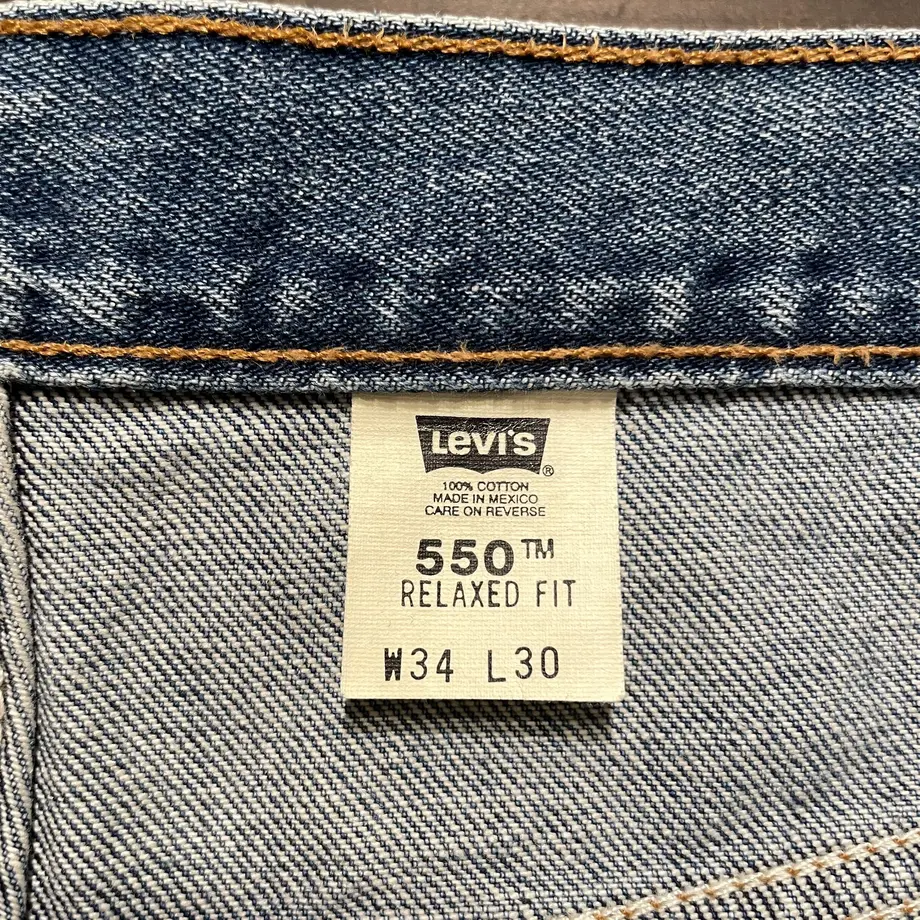 LEVI'S®
100% COTTON
MADE IN MEXICO
CARE ON REVERSE
550™
RELAXED FIT
W34 L30